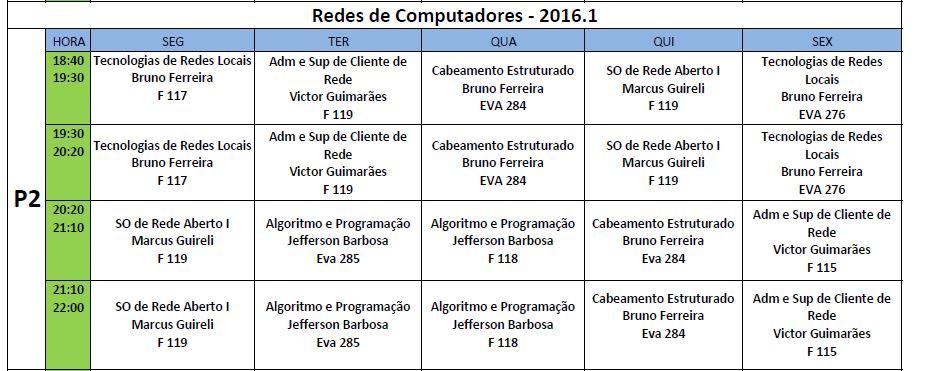 Redes de Computadores - 2016.1
HORA SEG TER QUA QUI SEX
P2
18:40
19:30
Tecnologias de Redes Locais
Bruno Ferreira
F 117
Adm e Sup de Cliente de
Rede
Victor Guimarães
F 119
Cabeamento Estruturado
Bruno Ferreira
EVA 284
SO de Rede Aberto I
Marcus Guireli
F 119
Tecnologias de Redes
Locais
Bruno Ferreira
EVA 276
19:30
20:20
Tecnologias de Redes Locais
Bruno Ferreira
F 117
Adm e Sup de Cliente de
Rede
Victor Guimarães
F 119
Cabeamento Estruturado
Bruno Ferreira
EVA 284
SO de Rede Aberto I
Marcus Guireli
F 119
Tecnologias de Redes
Locais
Bruno Ferreira
EVA 276
20:20
21:10
SO de Rede Aberto I
Marcus Guireli
F 119
Algoritmo e Programação
Jefferson Barbosa
Eva 285
Algoritmo e Programação
Jefferson Barbosa
F 118
Cabeamento Estruturado
Bruno Ferreira
Eva 284
Adm e Sup de Cliente de
Rede
Victor Guimarães
F 115
21:10
22:00
SO de Rede Aberto I
Marcus Guireli
F 119
Algoritmo e Programação
Jefferson Barbosa
Eva 285
Algoritmo e Programação
Jefferson Barbosa
F 118
Cabeamento Estruturado
Bruno Ferreira
Eva 284
Adm e Sup de Cliente de
Rede
Victor Guimarães
F 115